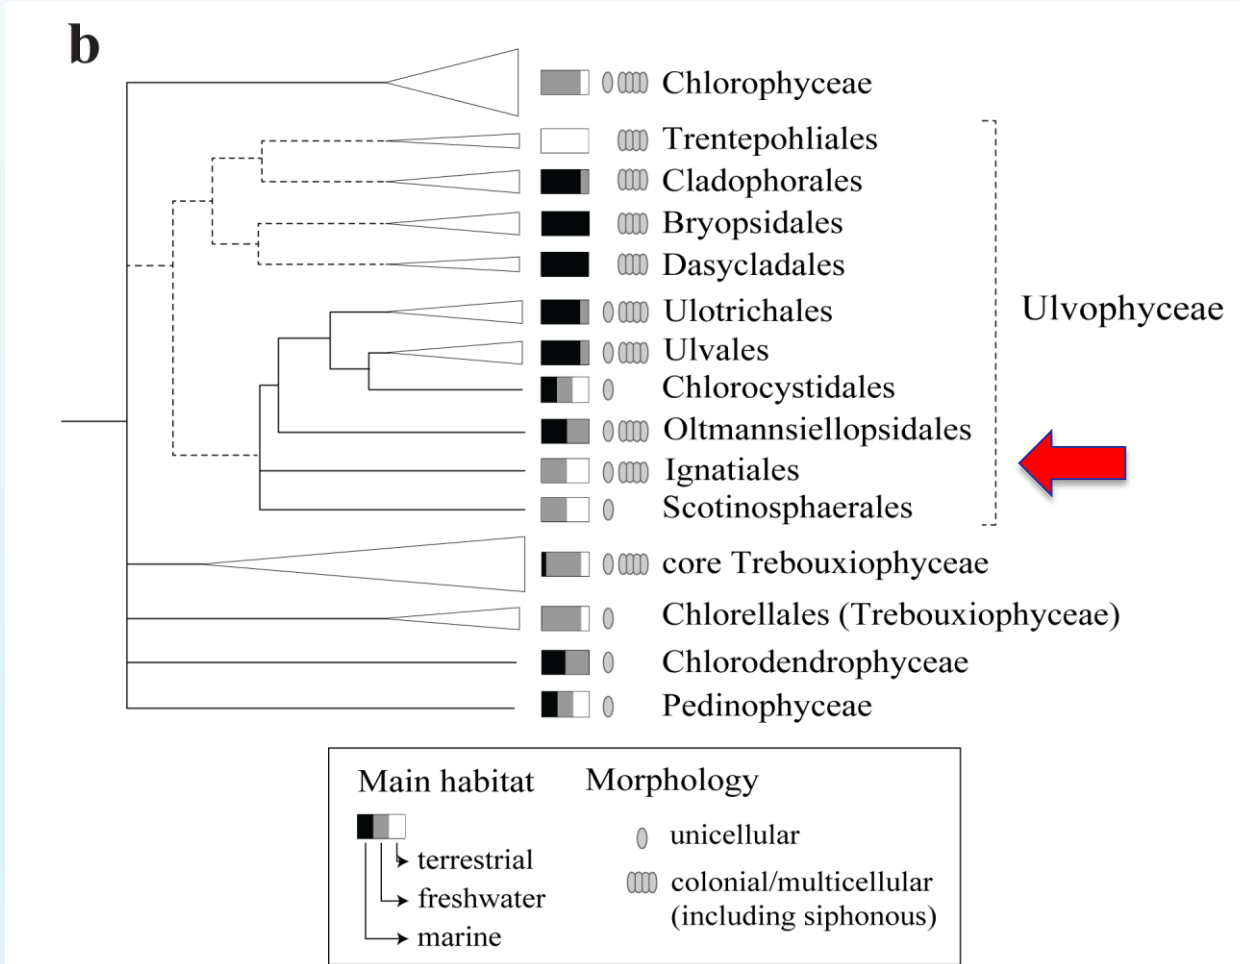 b
Chlorophyceae
Trentepohliales
Cladophorales
Bryopsidales
Dasycladales
Ulotrichales
Ulvophyceae
Ulvales
Chlorocystidales
Oltmannsiellopsidales
Ignatiales
Scotinosphaerales
core Trebouxiophyceae
Chlorellales (Trebouxiophyceae)
Chlorodendrophyceae
Pedinophyceae
Main habitat
terrestrial
freshwater
marine
Morphology
unicellular
colonial/multicellular
(including siphonous)